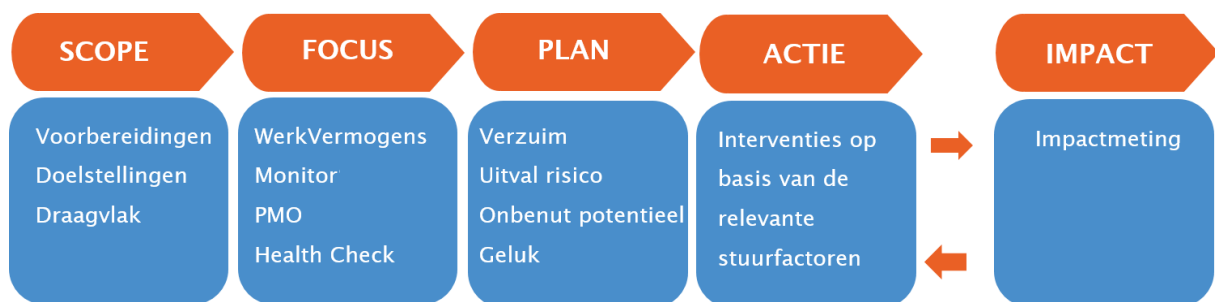 SCOPE
Voorbereidingen
Doelstellingen
Draagvlak
FOCUS
WerkVermogens
Monitor
PMO
Health Check
PLAN
Verzuim
Uitval risico
Onbenut potentieel
Geluk
ACTIE
Interventies op
basis van de
relevante
stuurfactoren
IMPACT
Impactmeting